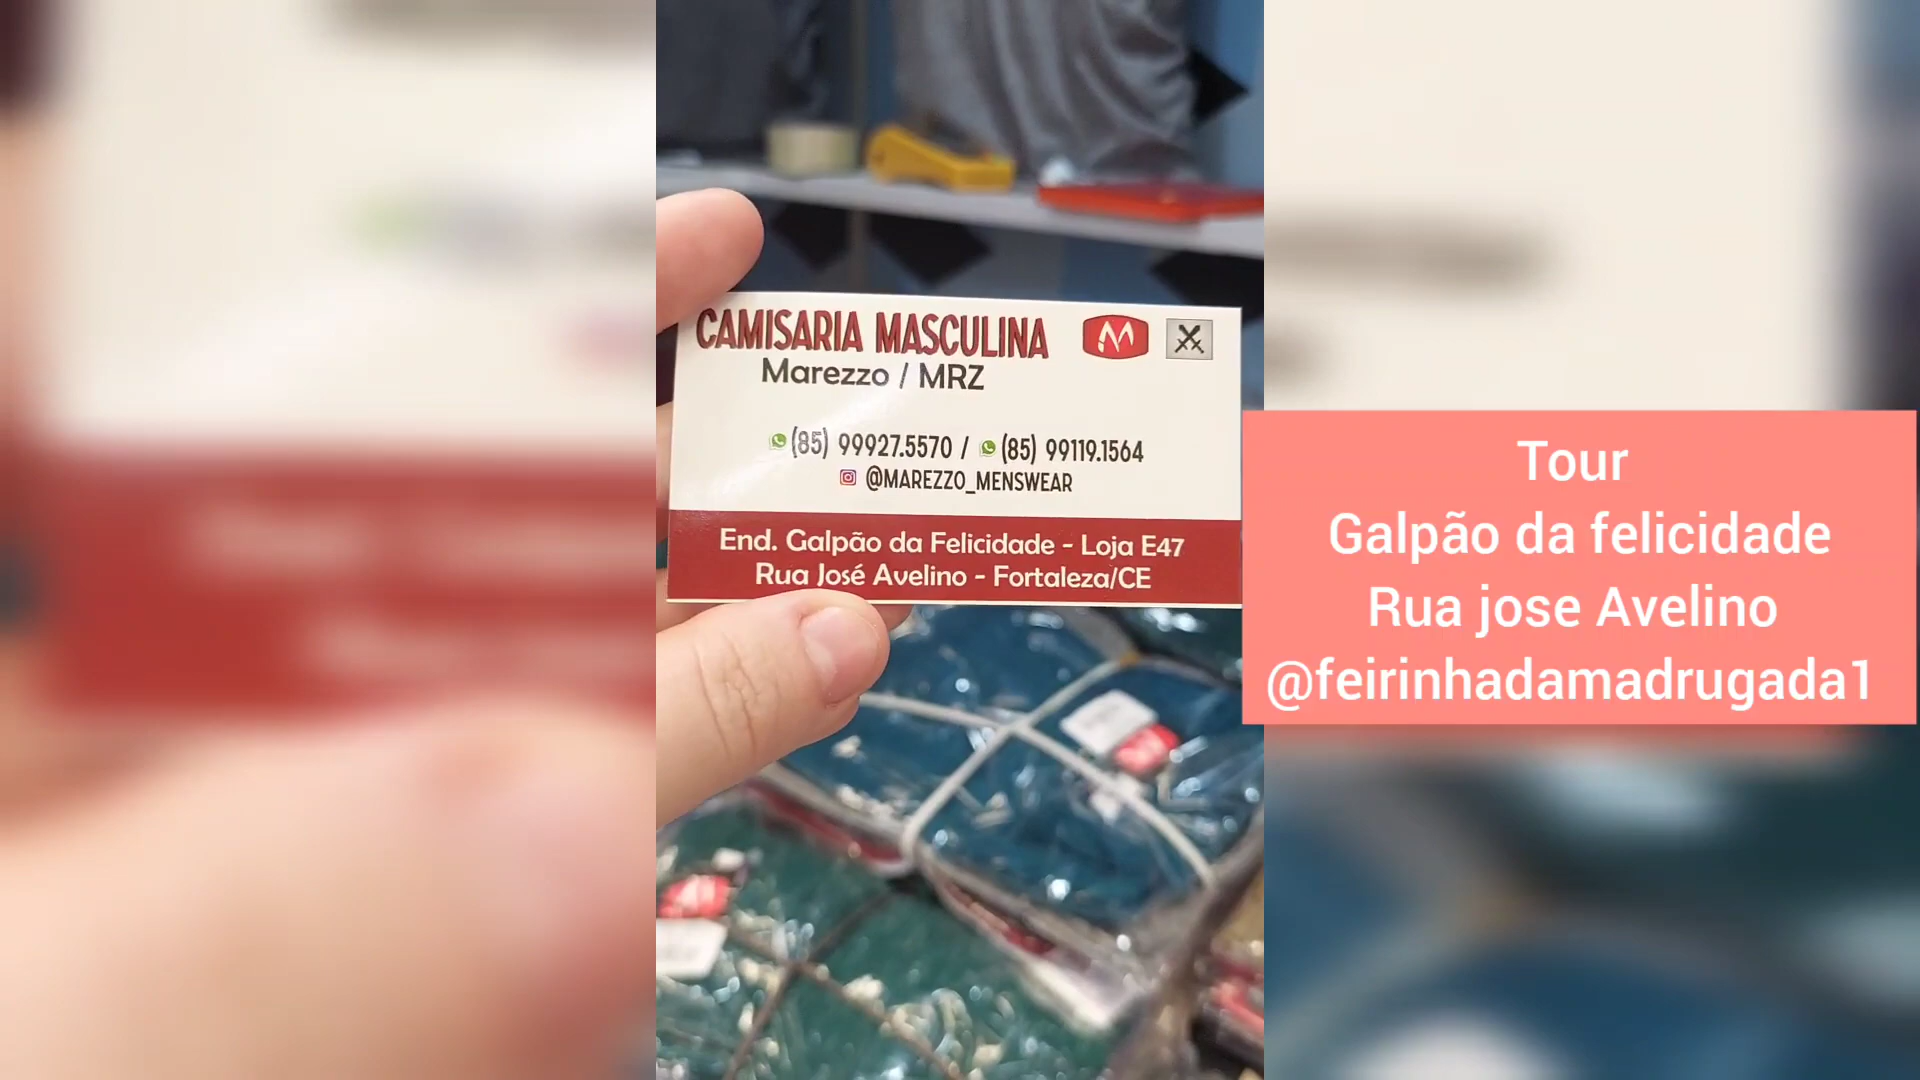 CAMISARIA MASCULINA
Marezzo / MRZ
(85) 99927.5570 / (85) 99119.1564
@MAREZZO_MENSWEAR
End. Galpão da Felicidade - Loja E47
Rua José Avelino - Fortaleza/CE
Tour
Galpão da felicidade
Rua jose Avelino
@feirinhadamadrugada1